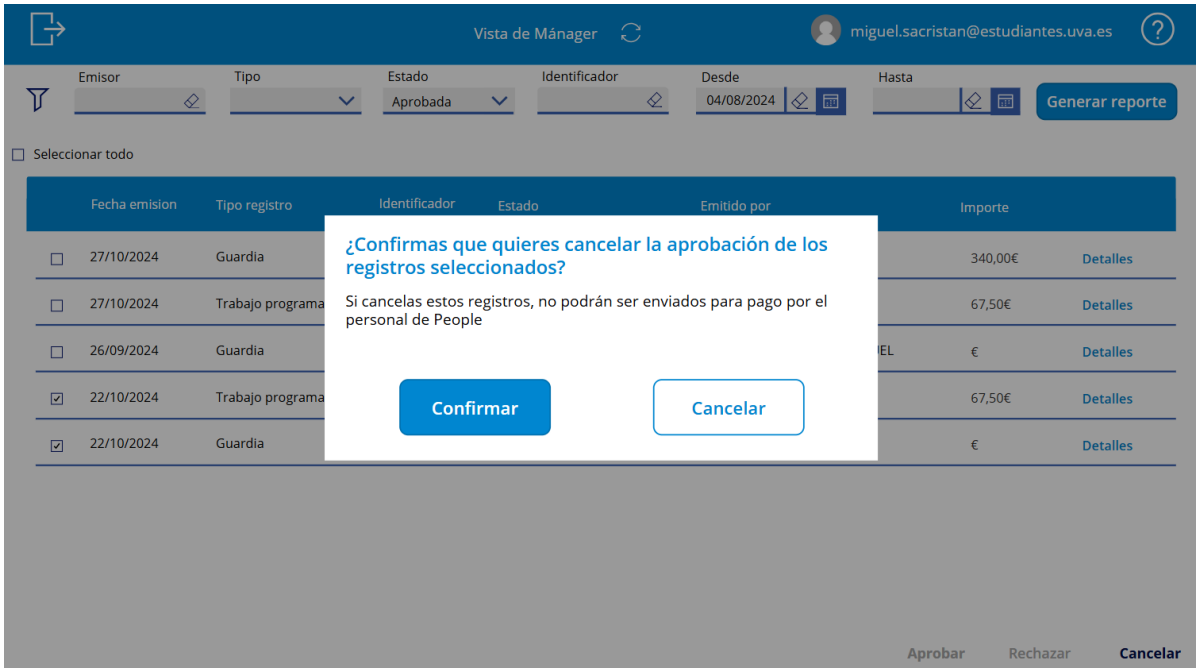 Vista de Mánager miguel.sacristan@estudiantes.uva.es ?
Emisor Tipo Estado Identificador Desde Hasta
Aprobada 04/08/2024 Generar reporte
Seleccionar todo
Fecha emision Tipo registro Identificador Estado Emitido por Importe
¿Confirmas que quieres cancelar la aprobación de los
registros seleccionados?
Si cancelas estos registros, no podrán ser enviados para pago por el
personal de People
Confirmar Cancelar
27/10/2024 Guardia 340,00€ Detalles
27/10/2024 Trabajo programa 67,50€ Detalles
26/09/2024 Guardia € Detalles
22/10/2024 Trabajo programa 67,50€ Detalles
22/10/2024 Guardia € Detalles
Aprobar Rechazar Cancelar